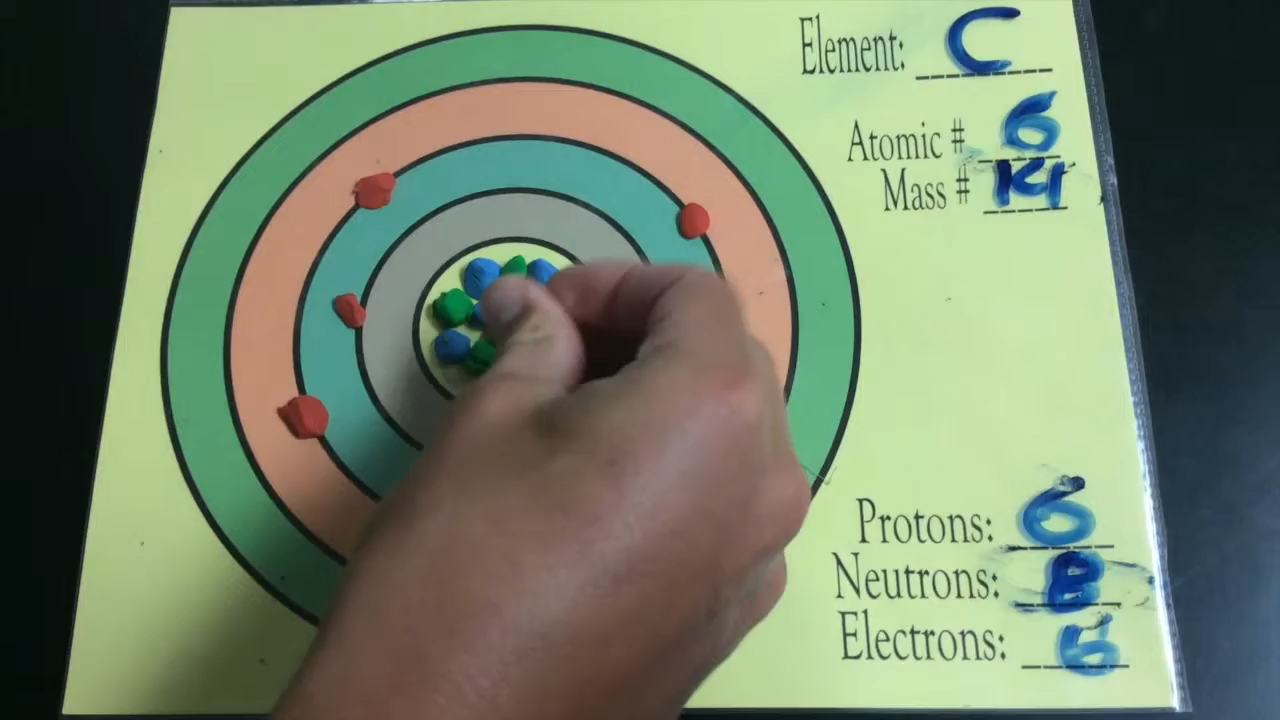 Element: C
Atomic # 6
Mass # 14
Protons: 6
Neutrons: 8
Electrons: 6